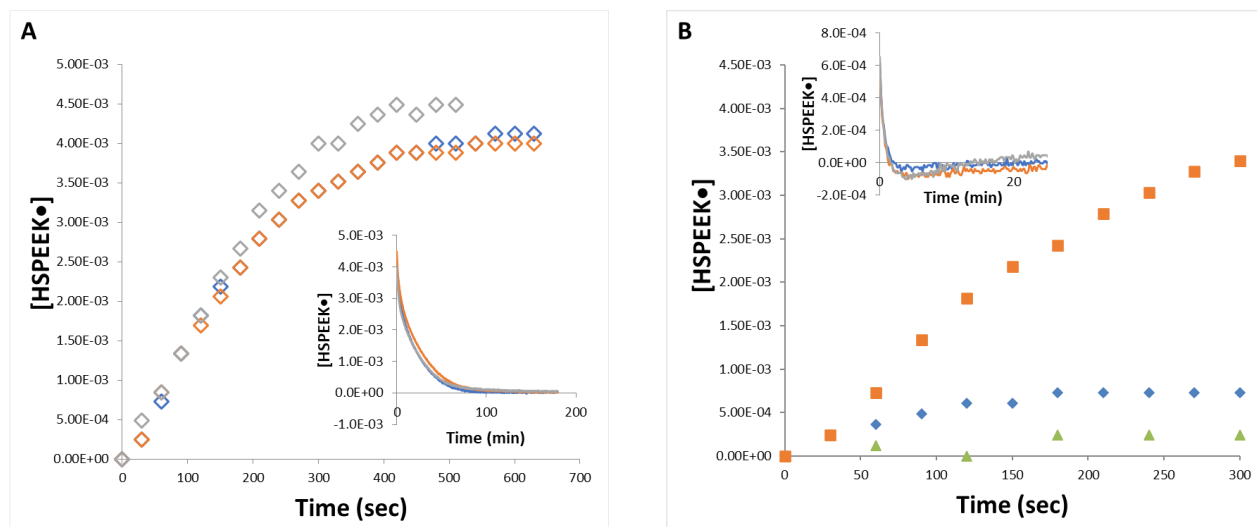 A
5.00E-03
4.50E-03
4.00E-03
3.50E-03
3.00E-03
2.50E-03
2.00E-03
1.50E-03
1.00E-03
5.00E-04
0.00E+00
[HSPEEK●]
0 100 200 300 400 500 600 700
Time (sec)
5.0E-03
4.0E-03
3.0E-03
2.0E-03
1.0E-03
0.0E+00
-1.0E-03
[HSPEEK●]
0 100 200
Time (min)
B
4.50E-03
4.00E-03
3.50E-03
3.00E-03
2.50E-03
2.00E-03
1.50E-03
1.00E-03
5.00E-04
0.00E+00
[HSPEEK●]
0 50 100 150 200 250 300
Time (sec)
8.0E-04
6.0E-04
4.0E-04
2.0E-04
0.0E+00
-2.0E-04
[HSPEEK●]
0 20
Time (min)